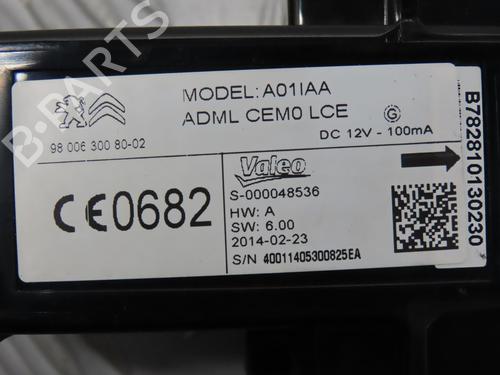 MODEL: A01IAA
ADML CEM0 LCE
G
98 006 300 80-02
DC 12V - 100mA
CE0682
Valeo
S-000048536
HW: A
SW: 6.00
2014-02-23
S/N 40011405300825EA
B782810130230
B-PARTS